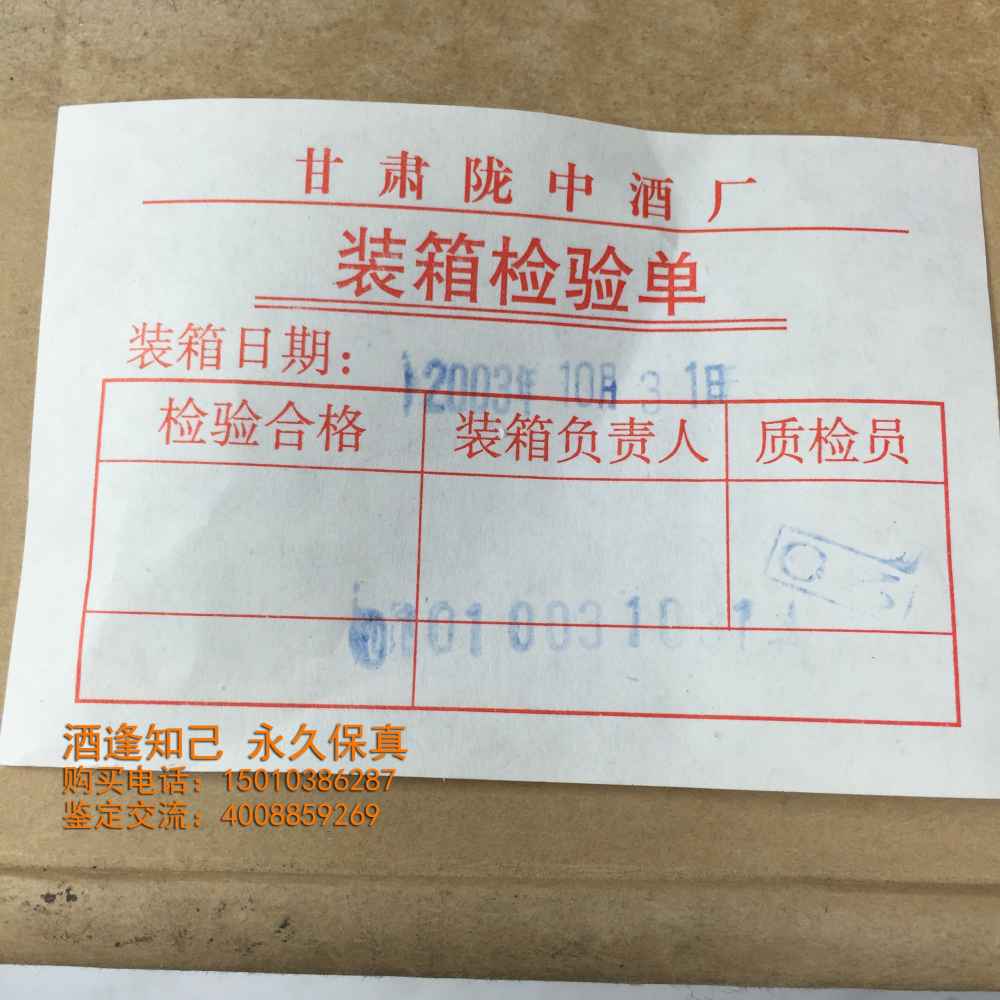 甘肃陇中酒厂
装箱检验单
装箱日期：2003年 10月 31日
检验合格 装箱负责人 质检员
酒逢知己 永久保真
购买电话：15010386287
鉴定交流：4008859269